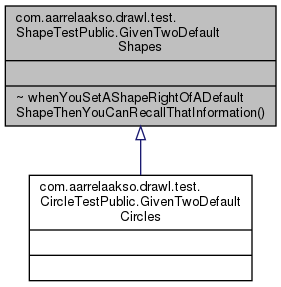 com.aarrelaakso.drawl.test.
ShapeTestPublic.GivenTwoDefault
Shapes
~ whenYouSetAShapeRightOfADefault
ShapeThenYouCanRecallThatInformation()
com.aarrelaakso.drawl.test.
CircleTestPublic.GivenTwoDefault
Circles